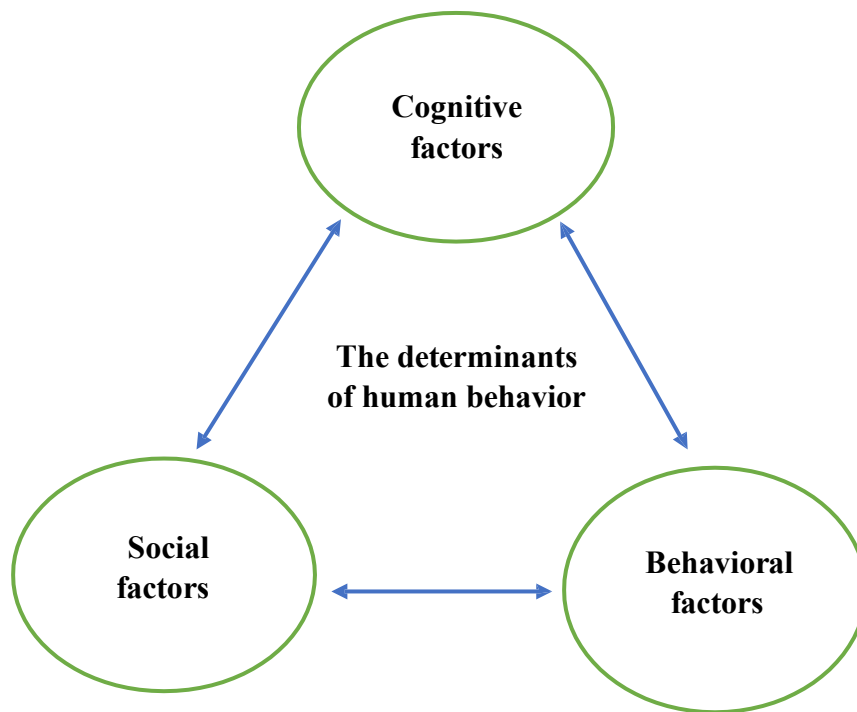 Cognitive
factors
The determinants
of human behavior
Social
factors
Behavioral
factors